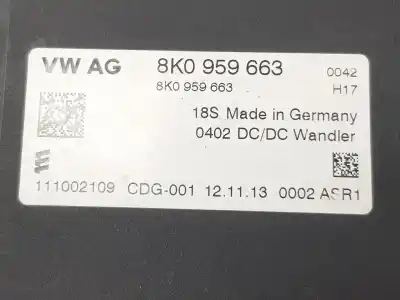 VW AG 8K0 959 663 0042
8K0 959 663 H17
18S Made in Germany
0402 DC/DC Wandler
111002109 CDG-001 12.11.13 0002 ASR1